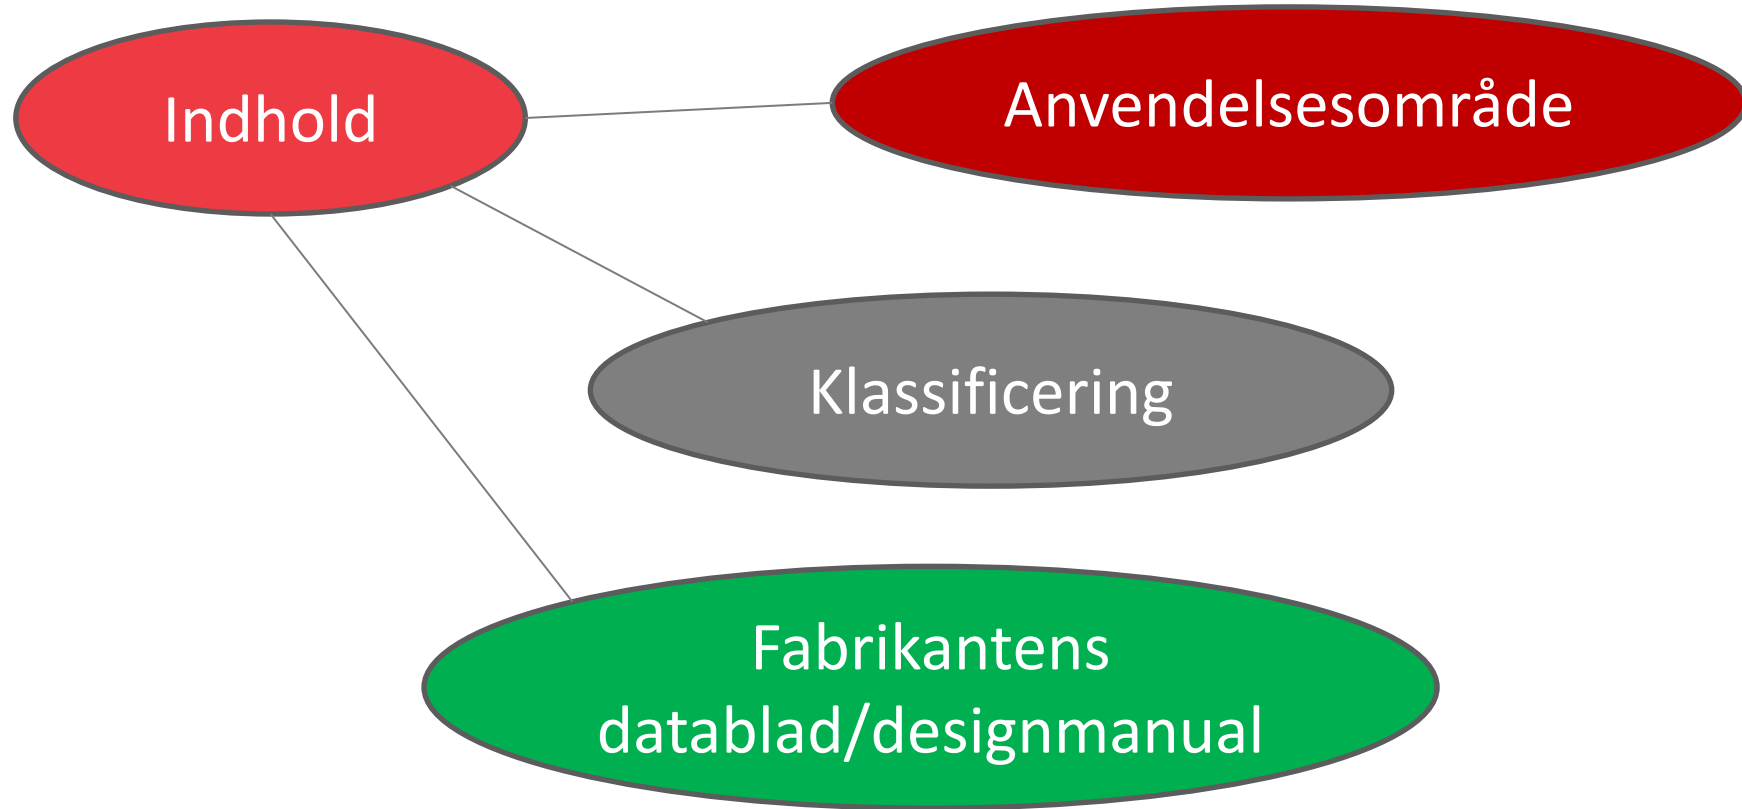 Indhold
Anvendelsesområde
Klassificering
Fabrikantens
datablad/designmanual